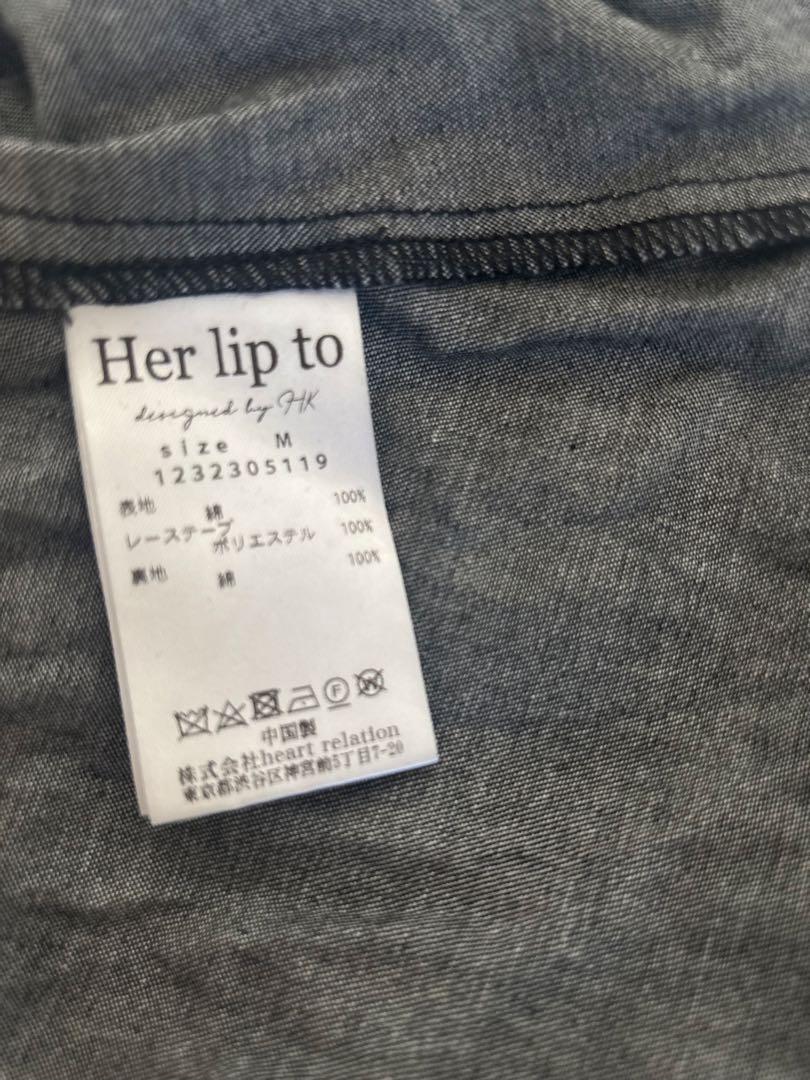 Her lip to
designed by HK
size M
1232305119
表地 綿 100%
レーステープ ポリエステル 100%
裏地 綿 100%
F W
中国製
株式会社heart relation
東京都渋谷区神宮前5丁目7-20